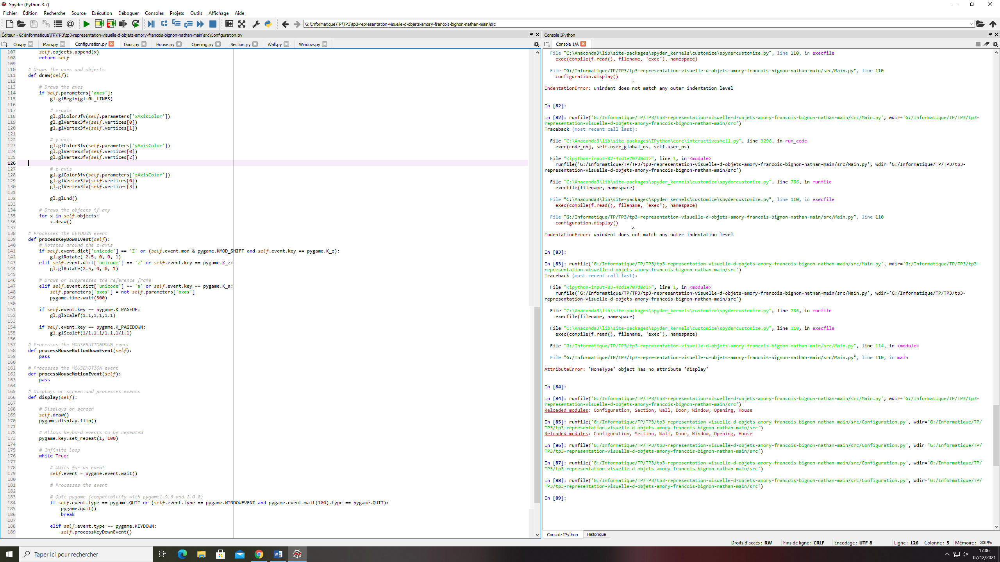 Spyder (Python 3.7)
Fichier Édition Recherche Source Exécution Déboguer Consoles Projets Outils Affichage Aide
G:\Informatique\TP\TP3\tp3-representation-visuelle-d-objets-amory-francois-bignon-nathan-main\src
Éditeur - G:\Informatique\TP\TP3\tp3-representation-visuelle-d-objets-amory-francois-bignon-nathan-main\src\Configuration.py
Oui.py Main.py Configuration.py Door.py House.py Opening.py Section.py Wall.py Window.py
107 self.objects.append(x)
108 return self
109
110 # Draws the axes and objects
111 def draw(self):
112
113 # Draws the axes
114 if self.parameters['axes']:
115 gl.glBegin(gl.GL_LINES)
116
117 # x-axis
118 gl.glColor3fv(self.parameters['xAxisColor'])
119 gl.glVertex3fv(self.vertices[0])
120 gl.glVertex3fv(self.vertices[1])
121
122 # y-axis
123 gl.glColor3fv(self.parameters['yAxisColor'])
124 gl.glVertex3fv(self.vertices[0])
125 gl.glVertex3fv(self.vertices[2])
126
127 # z-axis
128 gl.glColor3fv(self.parameters['zAxisColor'])
129 gl.glVertex3fv(self.vertices[0])
130 gl.glVertex3fv(self.vertices[3])
131
132 gl.glEnd()
133
134 # Draws the objects if any
135 for x in self.objects:
136 x.draw()
137
138 # Processes the KEYDOWN event
139 def processKeyDownEvent(self):
140 # Rotates around the z-axis
141 if self.event.dict['unicode'] == 'Z' or (self.event.mod & pygame.KMOD_SHIFT and self.event.key == pygame.K_z):
142 gl.glRotate(-2.5, 0, 0, 1)
143 elif self.event.dict['unicode'] == 'z' or self.event.key == pygame.K_z:
144 gl.glRotate(2.5, 0, 0, 1)
145
146 # Draws or suppresses the reference frame
147 elif self.event.dict['unicode'] == 'a' or self.event.key == pygame.K_a:
148 self.parameters['axes'] = not self.parameters['axes']
149 pygame.time.wait(300)
150
151 if self.event.key == pygame.K_PAGEUP:
152 gl.glScalef(1.1,1.1,1.1)
153
154 if self.event.key == pygame.K_PAGEDOWN:
155 gl.glScalef(1/1.1,1/1.1,1/1.1)
156
157 # Processes the MOUSEBUTTONDOWN event
158 def processMouseButtonDownEvent(self):
159 pass
160
161 # Processes the MOUSEMOTION event
162 def processMouseMotionEvent(self):
163 pass
164
165 # Displays on screen and processes events
166 def display(self):
167
168 # Displays on screen
169 self.draw()
170 pygame.display.flip()
171
172 # Allows keybord events to be repeated
173 pygame.key.set_repeat(1, 100)
174
175 # Infinite loop
176 while True:
177
178 # Waits for an event
179 self.event = pygame.event.wait()
180
181 # Processes the event
182
183 # Quit pygame (compatibility with pygame1.9.6 and 2.0.0)
184 if self.event.type == pygame.QUIT or (self.event.type == pygame.WINDOWEVENT and pygame.event.wait(100).type == pygame.QUIT):
185 pygame.quit()
186 break
187
188 elif self.event.type == pygame.KEYDOWN:
189 self.processKeyDownEvent()
Console IPython
Console 1/A
File "C:\Anaconda3\lib\site-packages\spyder_kernels\customize\spydercustomize.py", line 110, in execfile
exec(compile(f.read(), filename, 'exec'), namespace)
File "G:/Informatique/TP/TP3/tp3-representation-visuelle-d-objets-amory-francois-bignon-nathan-main/src/Main.py", line 110
configuration.display()
^
IndentationError: unindent does not match any outer indentation level
In [82]:
In [82]: runfile('G:/Informatique/TP/TP3/tp3-representation-visuelle-d-objets-amory-francois-bignon-nathan-main/src/Main.py', wdir='G:/Informatique/TP/TP3/tp3-
representation-visuelle-d-objets-amory-francois-bignon-nathan-main/src')
Traceback (most recent call last):
File "C:\Anaconda3\lib\site-packages\IPython\core\interactiveshell.py", line 3296, in run_code
exec(code_obj, self.user_global_ns, self.user_ns)
File "<ipython-input-82-4cd1e707d0d1>", line 1, in <module>
runfile('G:/Informatique/TP/TP3/tp3-representation-visuelle-d-objets-amory-francois-bignon-nathan-main/src/Main.py', wdir='G:/Informatique/TP/TP3/tp3-
representation-visuelle-d-objets-amory-francois-bignon-nathan-main/src')
File "C:\Anaconda3\lib\site-packages\spyder_kernels\customize\spydercustomize.py", line 786, in runfile
execfile(filename, namespace)
File "C:\Anaconda3\lib\site-packages\spyder_kernels\customize\spydercustomize.py", line 110, in execfile
exec(compile(f.read(), filename, 'exec'), namespace)
File "G:/Informatique/TP/TP3/tp3-representation-visuelle-d-objets-amory-francois-bignon-nathan-main/src/Main.py", line 110
configuration.display()
^
IndentationError: unindent does not match any outer indentation level
In [83]:
In [83]: runfile('G:/Informatique/TP/TP3/tp3-representation-visuelle-d-objets-amory-francois-bignon-nathan-main/src/Main.py', wdir='G:/Informatique/TP/TP3/tp3-
representation-visuelle-d-objets-amory-francois-bignon-nathan-main/src')
Traceback (most recent call last):
File "<ipython-input-83-4cd1e707d0d1>", line 1, in <module>
runfile('G:/Informatique/TP/TP3/tp3-representation-visuelle-d-objets-amory-francois-bignon-nathan-main/src/Main.py', wdir='G:/Informatique/TP/TP3/tp3-
representation-visuelle-d-objets-amory-francois-bignon-nathan-main/src')
File "C:\Anaconda3\lib\site-packages\spyder_kernels\customize\spydercustomize.py", line 786, in runfile
execfile(filename, namespace)
File "C:\Anaconda3\lib\site-packages\spyder_kernels\customize\spydercustomize.py", line 110, in execfile
exec(compile(f.read(), filename, 'exec'), namespace)
File "G:/Informatique/TP/TP3/tp3-representation-visuelle-d-objets-amory-francois-bignon-nathan-main/src/Main.py", line 114, in <module>
File "G:/Informatique/TP/TP3/tp3-representation-visuelle-d-objets-amory-francois-bignon-nathan-main/src/Main.py", line 110, in main
AttributeError: 'NoneType' object has no attribute 'display'
In [84]:
In [84]: runfile('G:/Informatique/TP/TP3/tp3-representation-visuelle-d-objets-amory-francois-bignon-nathan-main/src/Main.py', wdir='G:/Informatique/TP/TP3/tp3-
representation-visuelle-d-objets-amory-francois-bignon-nathan-main/src')
Reloaded modules: Configuration, Section, Wall, Door, Window, Opening, House
In [85]: runfile('G:/Informatique/TP/TP3/tp3-representation-visuelle-d-objets-amory-francois-bignon-nathan-main/src/Configuration.py', wdir='G:/Informatique/TP/
TP3/tp3-representation-visuelle-d-objets-amory-francois-bignon-nathan-main/src')
Reloaded modules: Configuration, Section, Wall, Door, Window, Opening, House
In [86]: runfile('G:/Informatique/TP/TP3/tp3-representation-visuelle-d-objets-amory-francois-bignon-nathan-main/src/Configuration.py', wdir='G:/Informatique/TP/
TP3/tp3-representation-visuelle-d-objets-amory-francois-bignon-nathan-main/src')
In [87]: runfile('G:/Informatique/TP/TP3/tp3-representation-visuelle-d-objets-amory-francois-bignon-nathan-main/src/Configuration.py', wdir='G:/Informatique/TP/
TP3/tp3-representation-visuelle-d-objets-amory-francois-bignon-nathan-main/src')
In [88]: runfile('G:/Informatique/TP/TP3/tp3-representation-visuelle-d-objets-amory-francois-bignon-nathan-main/src/Configuration.py', wdir='G:/Informatique/TP/
TP3/tp3-representation-visuelle-d-objets-amory-francois-bignon-nathan-main/src')
In [89]:
Console IPython Historique
Droits d'accès : RW Fins de ligne : CRLF Encodage : UTF-8 Ligne : 126 Colonne : 5 Mémoire : 33 %
Taper ici pour rechercher
17:06
07/12/2021